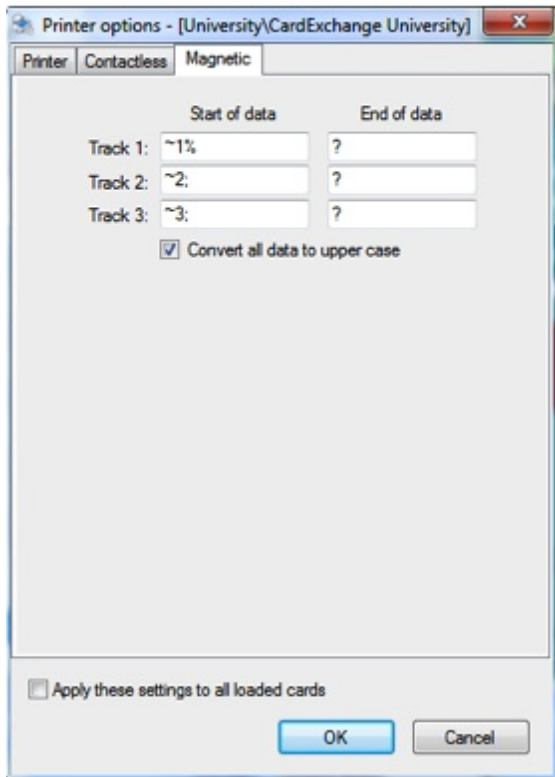 Printer options - [University\CardExchange University]
Printer Contactless Magnetic
Start of data End of data
Track 1: ~1% ?
Track 2: ~2; ?
Track 3: ~3; ?
Convert all data to upper case
Apply these settings to all loaded cards
OK Cancel